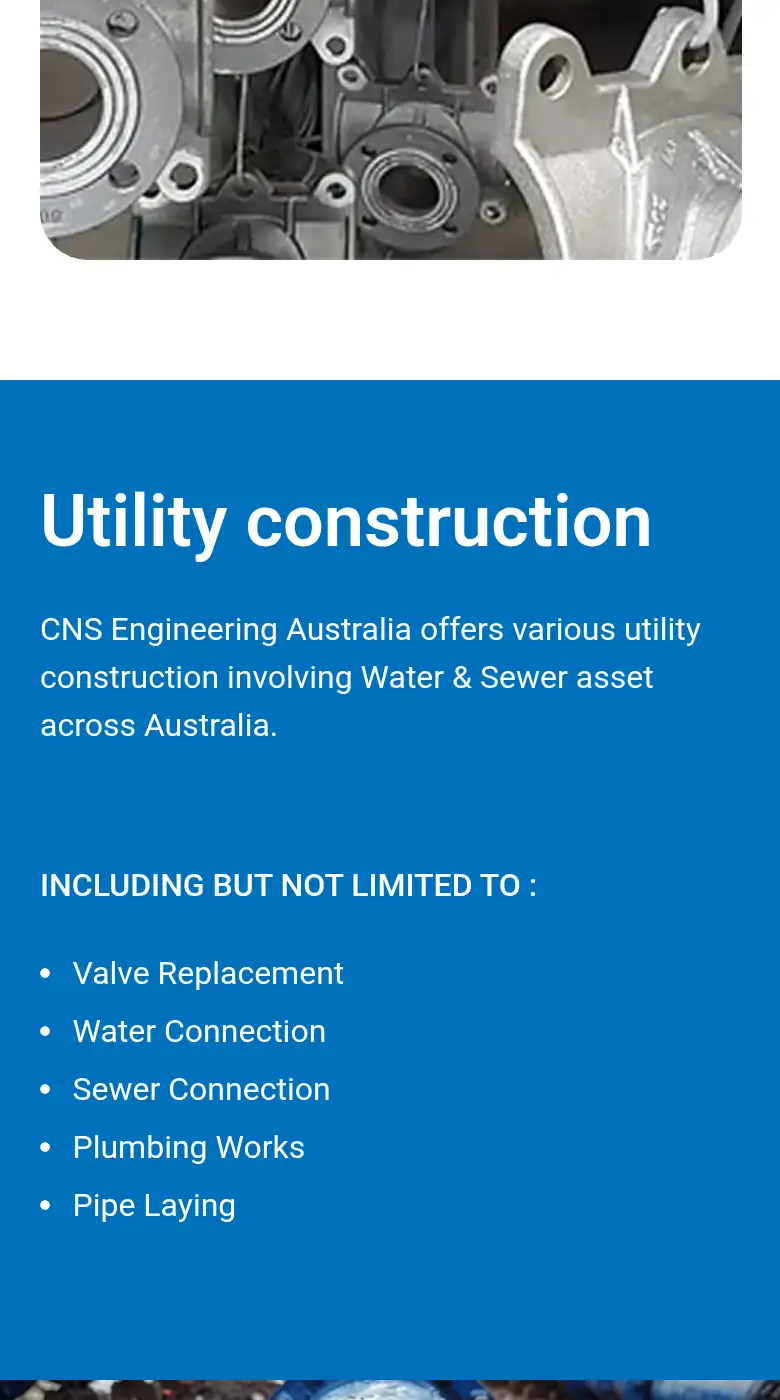 Utility construction
CNS Engineering Australia offers various utility
construction involving Water & Sewer asset
across Australia.
INCLUDING BUT NOT LIMITED TO :
• Valve Replacement
• Water Connection
• Sewer Connection
• Plumbing Works
• Pipe Laying